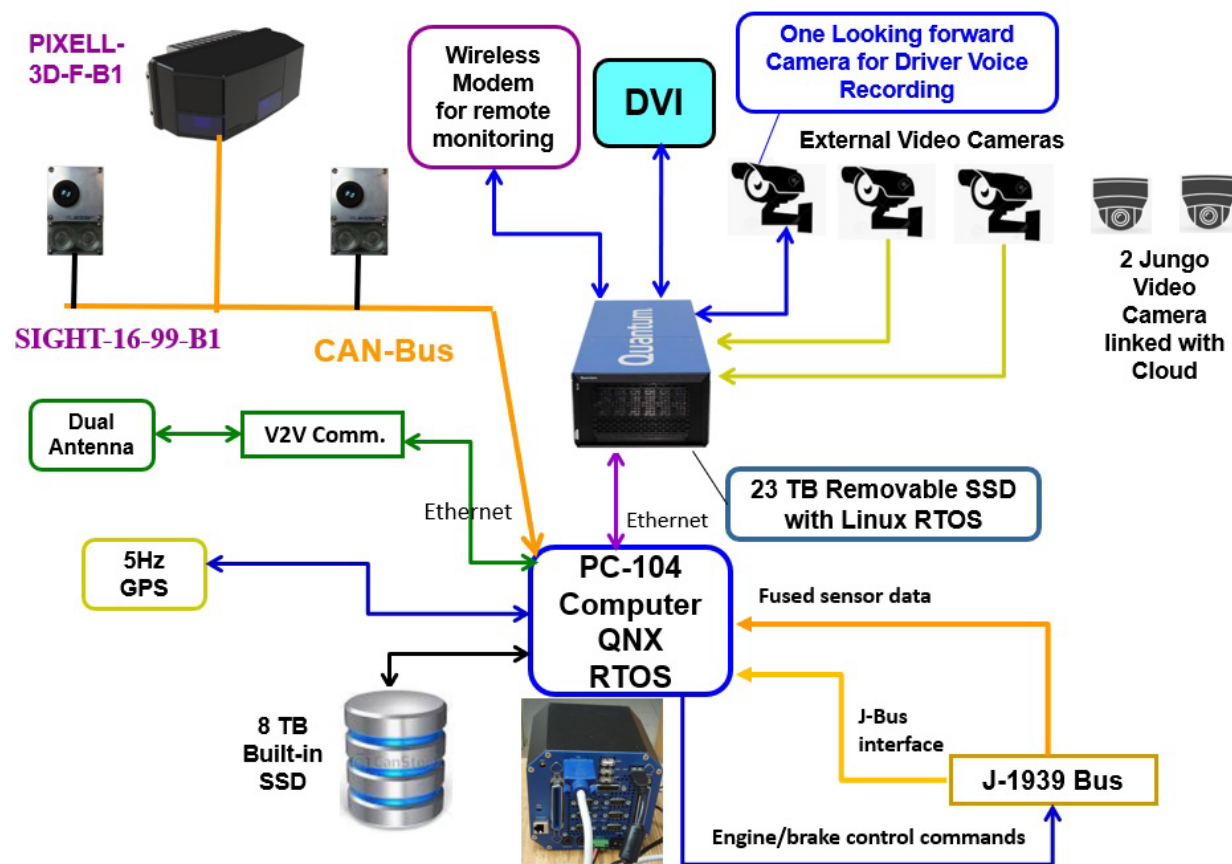 PIXELL-
3D-F-B1
Wireless
Modem
for remote
monitoring
DVI
One Looking forward
Camera for Driver Voice
Recording
External Video Cameras
2 Jungo
Video
Camera
linked with
Cloud
SIGHT-16-99-B1
CAN-Bus
Quantum
Dual
Antenna
V2V Comm.
Ethernet
Ethernet
23 TB Removable SSD
with Linux RTOS
5Hz
GPS
PC-104
Computer
QNX
RTOS
Fused sensor data
8 TB
Built-in
SSD
J-Bus
interface
J-1939 Bus
Engine/brake control commands